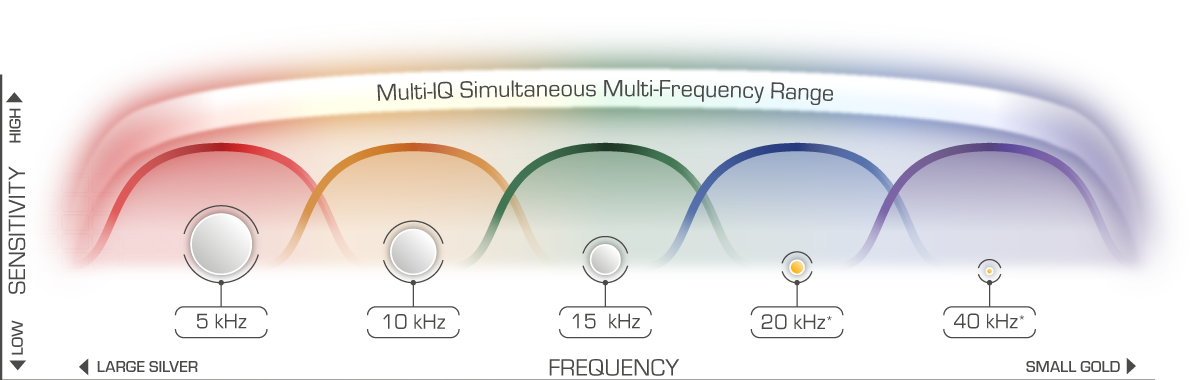 Multi-IQ Simultaneous Multi-Frequency Range
HIGH
SENSITIVITY
LOW
5 kHz
10 kHz
15 kHz
20 kHz*
40 kHz*
LARGE SILVER
FREQUENCY
SMALL GOLD